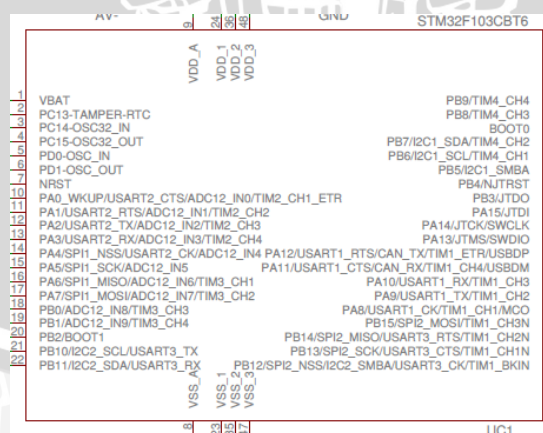 AV-
GND
STM32F103CBT6
9
24
36
48
VDD_A
VDD_1
VDD_2
VDD_3
1 VBAT
2 PC13-TAMPER-RTC
3 PC14-OSC32_IN
4 PC15-OSC32_OUT
5 PD0-OSC_IN
6 PD1-OSC_OUT
7 NRST
10 PA0_WKUP/USART2_CTS/ADC12_IN0/TIM2_CH1_ETR
11 PA1/USART2_RTS/ADC12_IN1/TIM2_CH2
12 PA2/USART2_TX/ADC12_IN2/TIM2_CH3
13 PA3/USART2_RX/ADC12_IN3/TIM2_CH4
14 PA4/SPI1_NSS/USART2_CK/ADC12_IN4
15 PA5/SPI1_SCK/ADC12_IN5
16 PA6/SPI1_MISO/ADC12_IN6/TIM3_CH1
17 PA7/SPI1_MOSI/ADC12_IN7/TIM3_CH2
18 PB0/ADC12_IN8/TIM3_CH3
19 PB1/ADC12_IN9/TIM3_CH4
20 PB2/BOOT1
21 PB10/I2C2_SCL/USART3_TX
22 PB11/I2C2_SDA/USART3_RX
PB9/TIM4_CH4
PB8/TIM4_CH3
BOOT0
PB7/I2C1_SDA/TIM4_CH2
PB6/I2C1_SCL/TIM4_CH1
PB5/I2C1_SMBA
PB4/NJTRST
PB3/JTDO
PA15/JTDI
PA14/JTCK/SWCLK
PA13/JTMS/SWDIO
PA12/USART1_RTS/CAN_TX/TIM1_ETR/USBDP
PA11/USART1_CTS/CAN_RX/TIM1_CH4/USBDM
PA10/USART1_RX/TIM1_CH3
PA9/USART1_TX/TIM1_CH2
PA8/USART1_CK/TIM1_CH1/MCO
PB15/SPI2_MOSI/TIM1_CH3N
PB14/SPI2_MISO/USART3_RTS/TIM1_CH2N
PB13/SPI2_SCK/USART3_CTS/TIM1_CH1N
PB12/SPI2_NSS/I2C2_SMBA/USART3_CK/TIM1_BKIN
VSS_A
VSS_1
VSS_2
VSS_3
8
23
35
47
UC1